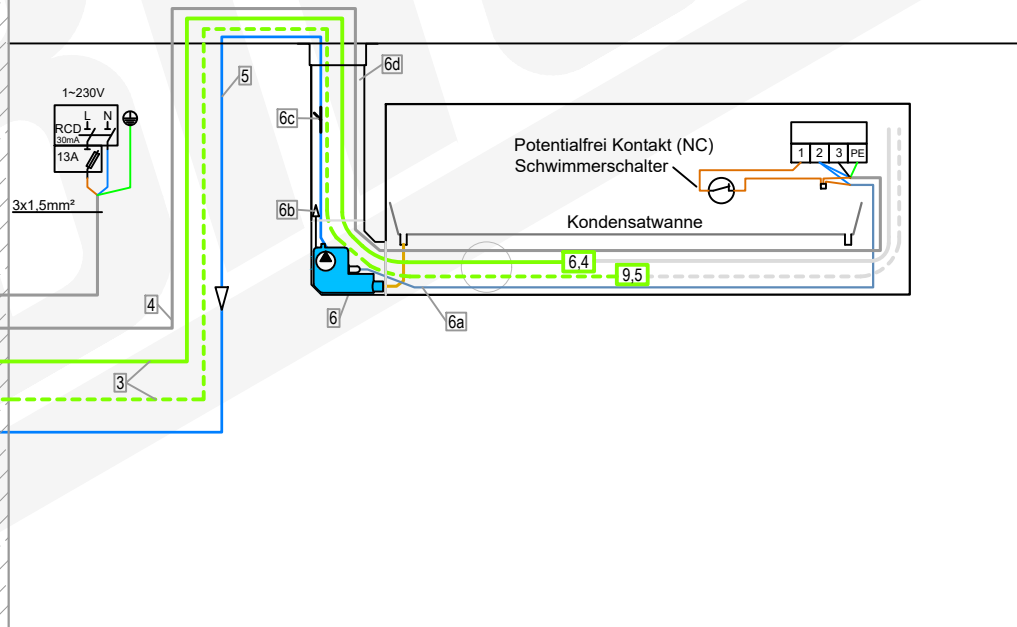 6d
5
1~230V
L N
6c
RCD
30mA
Potentialfrei Kontakt (NC)
Schwimmerschalter
13A
1 2 3 PE
3x1,5mm²
6b
Kondensatwanne
6,4
9,5
4
6
6a
3